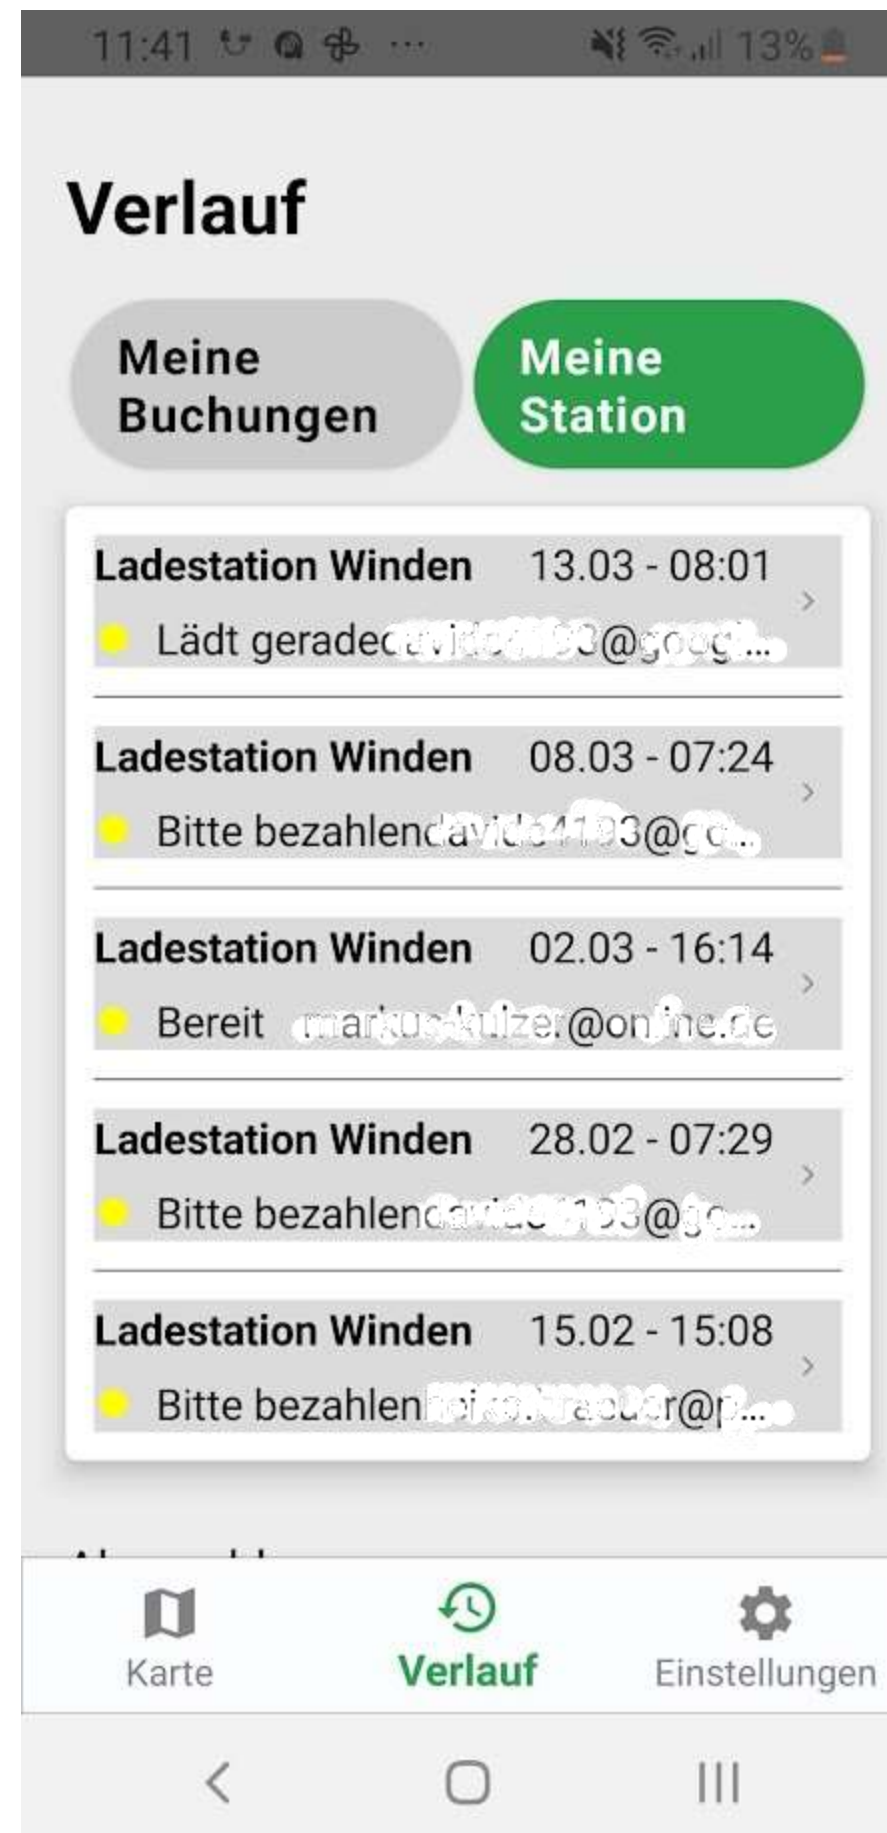 11:41 ... 13%
Verlauf
Meine
Buchungen
Meine
Station
Ladestation Winden 13.03 - 08:01
Lädt gerade
Ladestation Winden 08.03 - 07:24
Bitte bezahlen
Ladestation Winden 02.03 - 16:14
Bereit
Ladestation Winden 28.02 - 07:29
Bitte bezahlen
Ladestation Winden 15.02 - 15:08
Bitte bezahlen
Karte Verlauf Einstellungen